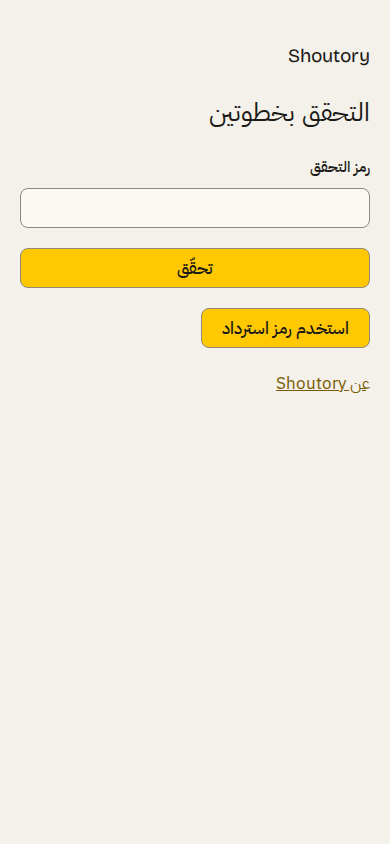 Shoutory
التحقق بخطوتين
رمز التحقق
تحقّق
استخدم رمز استرداد
عن Shoutory